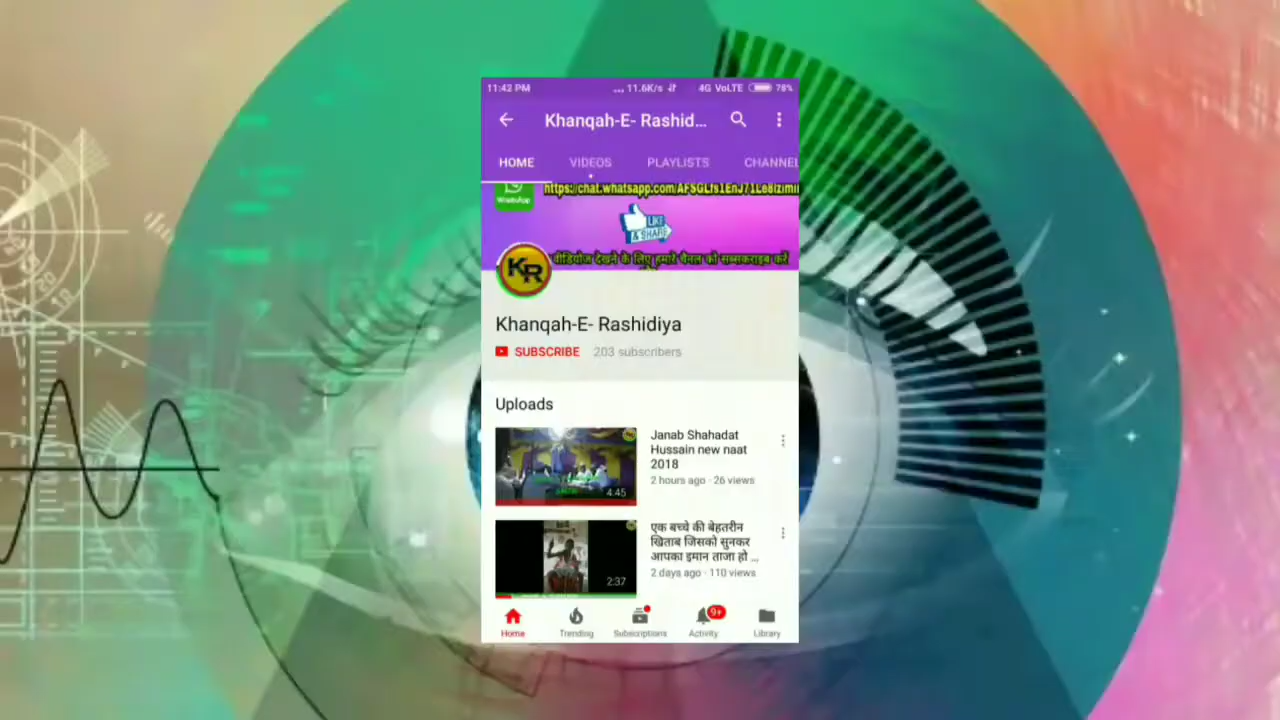 11:42 PM
11.6K/s
4G VoLTE
78%
Khanqah-E- Rashid...
HOME
VIDEOS
PLAYLISTS
CHANNEL
WhatsApp
LIKE
& SHARE
वीडियोज देखने के लिए हमारे चैनल को सब्सकराइब करें
KR
Khanqah-E- Rashidiya
SUBSCRIBE
203 subscribers
Uploads
Janab Shahadat
Hussain new naat
2018
2 hours ago · 26 views
4:45
एक बच्चे की बेहतरीन
खिताब जिसको सुनकर
आपका इमान ताजा हो ...
2 days ago · 110 views
2:37
9+
Home
Trending
Subscriptions
Activity
Library